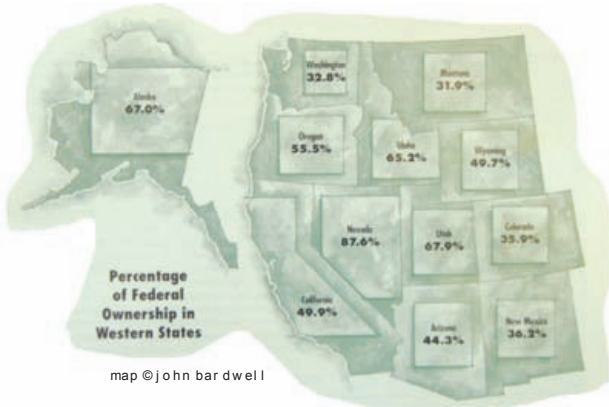 Alaska
67.0%
Washington
32.8%
Montana
31.9%
Oregon
55.5%
Idaho
65.2%
Wyoming
49.7%
Nevada
87.6%
Utah
67.9%
Colorado
35.9%
California
49.9%
Arizona
44.3%
New Mexico
36.2%
Percentage
of Federal
Ownership in
Western States
map ©john bardwell